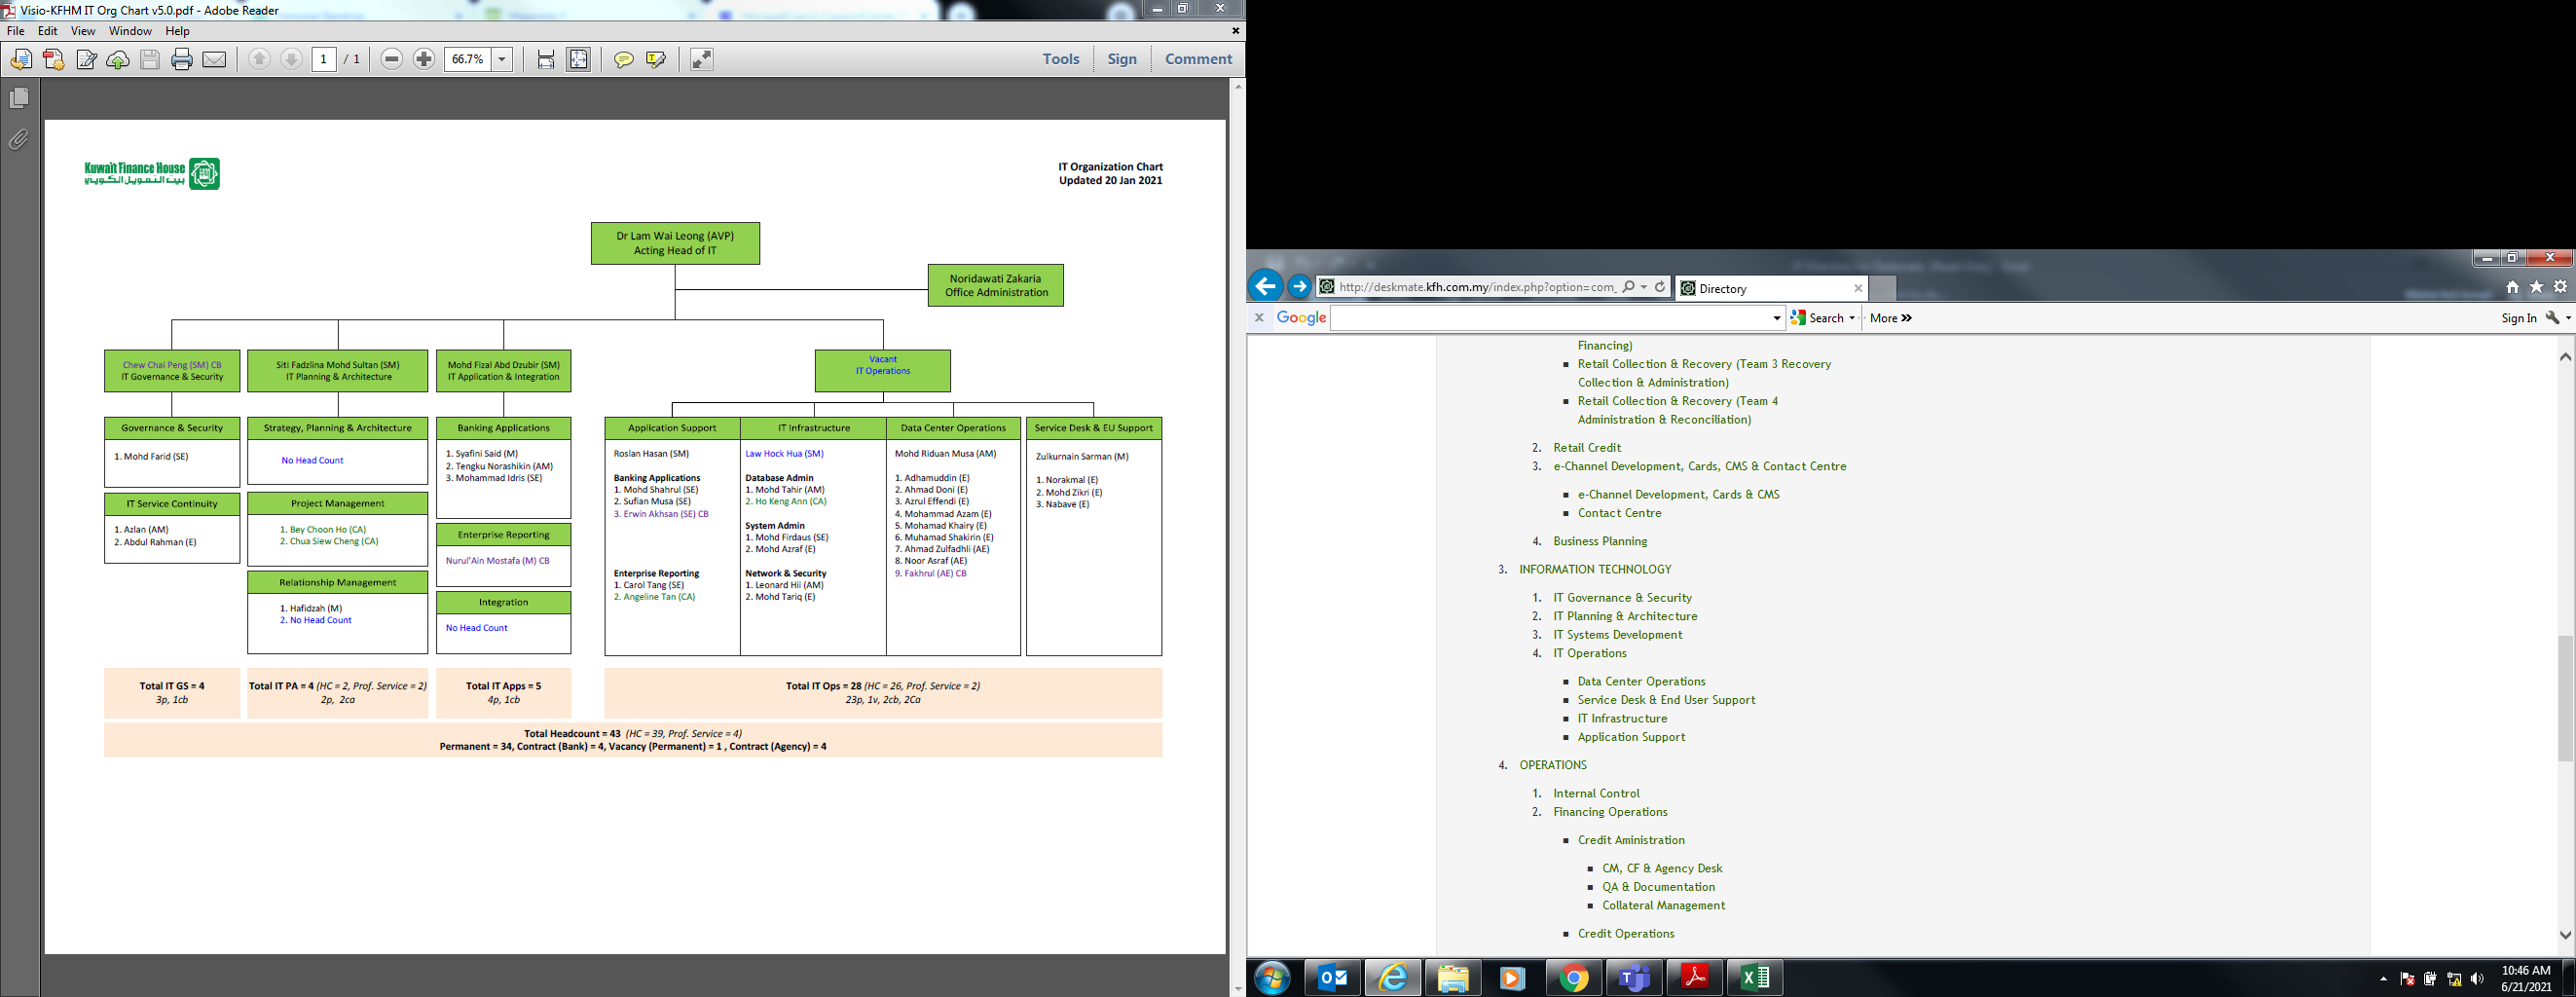 Visio-KFHM IT Org Chart v5.0.pdf - Adobe Reader
File Edit View Window Help
1 / 1 66.7% Tools Sign Comment
Kuwait Finance House
بيت التمويل الكويتي
IT Organization Chart
Updated 20 Jan 2021
Dr Lam Wai Leong (AVP)
Acting Head of IT
Noridawati Zakaria
Office Administration
Chew Chai Peng (SM) CB
IT Governance & Security
Siti Fadzlina Mohd Sultan (SM)
IT Planning & Architecture
Mohd Fizal Abd Dzubir (SM)
IT Application & Integration
Vacant
IT Operations
Governance & Security
1. Mohd Farid (SE)
IT Service Continuity
1. Azlan (AM)
2. Abdul Rahman (E)
Strategy, Planning & Architecture
No Head Count
Project Management
1. Bey Choon Ho (CA)
2. Chua Siew Cheng (CA)
Relationship Management
1. Hafidzah (M)
2. No Head Count
Banking Applications
1. Syafini Said (M)
2. Tengku Norashikin (AM)
3. Mohammad Idris (SE)
Enterprise Reporting
Nurul'Ain Mostafa (M) CB
Integration
No Head Count
Application Support
Roslan Hasan (SM)
Banking Applications
1. Mohd Shahrul (SE)
2. Sufian Musa (SE)
3. Erwin Akhsan (SE) CB
Enterprise Reporting
1. Carol Tang (SE)
2. Angeline Tan (CA)
IT Infrastructure
Law Hock Hua (SM)
Database Admin
1. Mohd Tahir (AM)
2. Ho Keng Ann (CA)
System Admin
1. Mohd Firdaus (SE)
2. Mohd Azraf (E)
Network & Security
1. Leonard Hii (AM)
2. Mohd Tariq (E)
Data Center Operations
Mohd Riduan Musa (AM)
1. Adhamuddin (E)
2. Ahmad Doni (E)
3. Azrul Effendi (E)
4. Mohammad Azam (E)
5. Mohamad Khairy (E)
6. Muhamad Shakirin (E)
7. Ahmad Zulfadhli (AE)
8. Noor Asraf (AE)
9. Fakhrul (AE) CB
Service Desk & EU Support
Zulkurnain Sarman (M)
1. Norakmal (E)
2. Mohd Zikri (E)
3. Nabave (E)
Total IT GS = 4
3p, 1cb
Total IT PA = 4 (HC = 2, Prof. Service = 2)
2p, 2ca
Total IT Apps = 5
4p, 1cb
Total IT Ops = 28 (HC = 26, Prof. Service = 2)
23p, 1v, 2cb, 2Ca
Total Headcount = 43 (HC = 39, Prof. Service = 4)
Permanent = 34, Contract (Bank) = 4, Vacancy (Permanent) = 1 , Contract (Agency) = 4
http://deskmate.kfh.com.my/index.php?option=com_
Directory
x Google Search More »
Sign In
Financing)
Retail Collection & Recovery (Team 3 Recovery
Collection & Administration)
Retail Collection & Recovery (Team 4
Administration & Reconciliation)
2. Retail Credit
3. e-Channel Development, Cards, CMS & Contact Centre
e-Channel Development, Cards & CMS
Contact Centre
4. Business Planning
3. INFORMATION TECHNOLOGY
1. IT Governance & Security
2. IT Planning & Architecture
3. IT Systems Development
4. IT Operations
Data Center Operations
Service Desk & End User Support
IT Infrastructure
Application Support
4. OPERATIONS
1. Internal Control
2. Financing Operations
Credit Aministration
CM, CF & Agency Desk
QA & Documentation
Collateral Management
Credit Operations
10:46 AM
6/21/2021